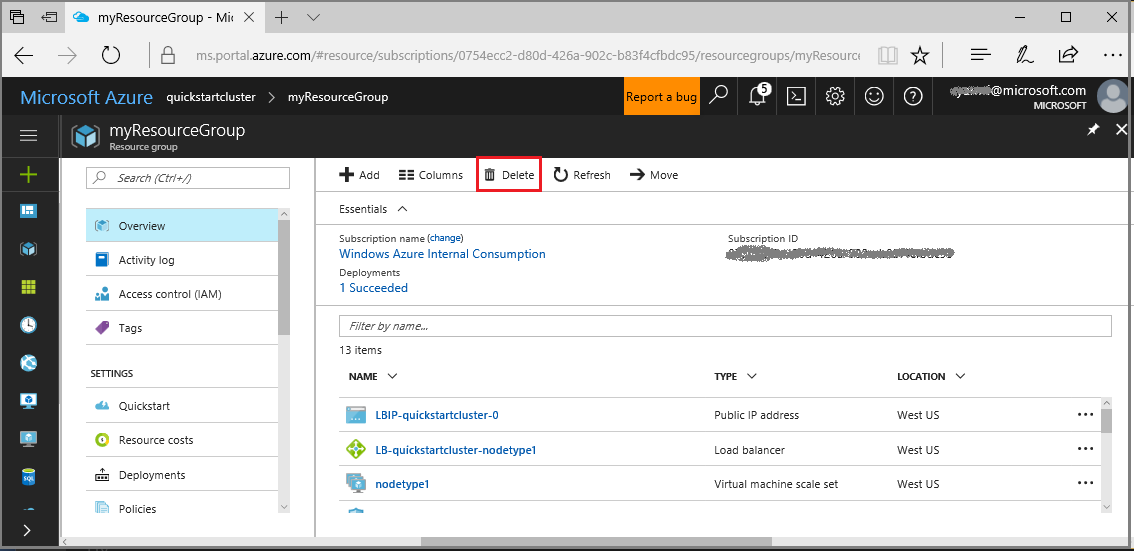 myResourceGroup - Mic
ms.portal.azure.com/#resource/subscriptions/0754ecc2-d80d-426a-902c-b83f4cfbdc95/resourcegroups/myResource
Microsoft Azure quickstartcluster > myResourceGroup Report a bug 5 @microsoft.com
MICROSOFT
myResourceGroup
Resource group
Search (Ctrl+/)
Overview
Activity log
Access control (IAM)
Tags
SETTINGS
Quickstart
Resource costs
Deployments
Policies
SQL
Add Columns Delete Refresh Move
Essentials
Subscription name (change) Subscription ID
Windows Azure Internal Consumption
Deployments
1 Succeeded
Filter by name...
13 items
NAME TYPE LOCATION
LBIP-quickstartcluster-0 Public IP address West US
LB-quickstartcluster-nodetype1 Load balancer West US
nodetype1 Virtual machine scale set West US